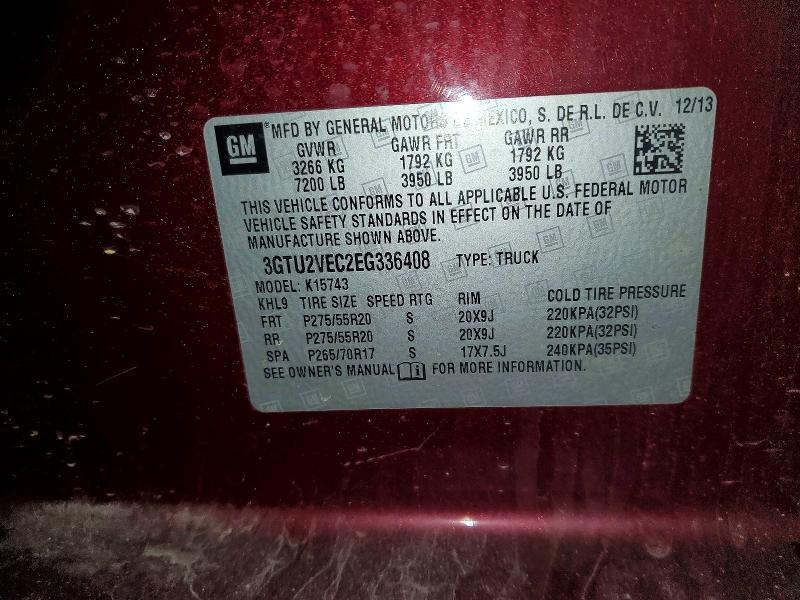 GM ® MFD BY GENERAL MOTORS DE MEXICO, S. DE R.L. DE C.V. 12/13
GVWR GAWR FRT GAWR RR
3266 KG 1792 KG 1792 KG
7200 LB 3950 LB 3950 LB
THIS VEHICLE CONFORMS TO ALL APPLICABLE U.S. FEDERAL MOTOR
VEHICLE SAFETY STANDARDS IN EFFECT ON THE DATE OF
MANUFACTURE SHOWN ABOVE.
3GTU2VEC2EG336408 TYPE: TRUCK
MODEL: K15743
KHL9 TIRE SIZE SPEED RTG RIM COLD TIRE PRESSURE
FRT P275/55R20 S 20X9J 220KPA(32PSI)
RR P275/55R20 S 20X9J 220KPA(32PSI)
SPA P265/70R17 S 17X7.5J 240KPA(35PSI)
SEE OWNER'S MANUAL FOR MORE INFORMATION.